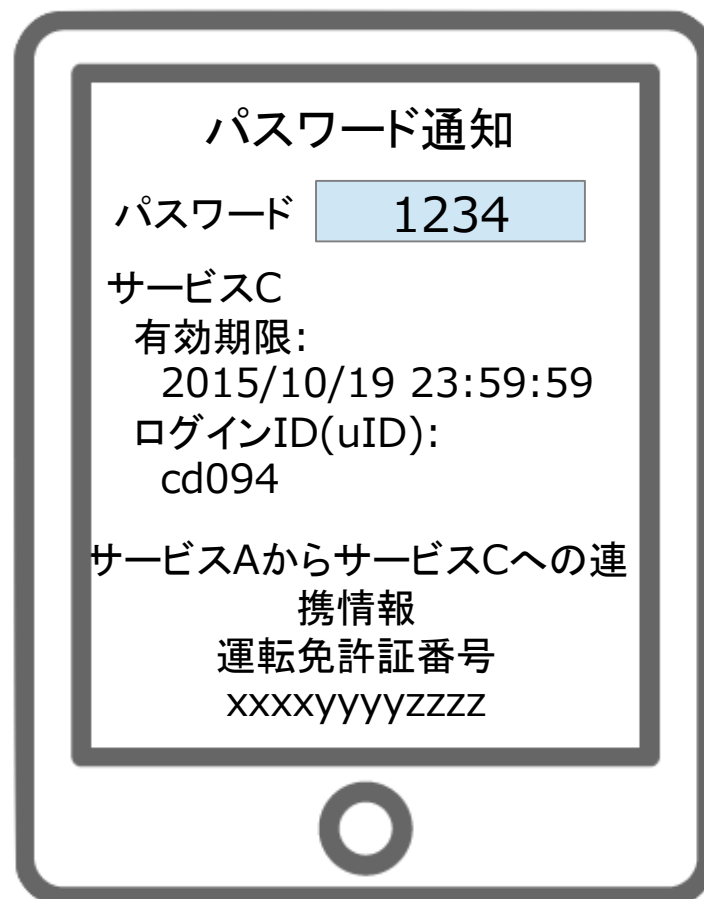 パスワード通知
パスワード 1234
サービスC
有効期限:
2015/10/19 23:59:59
ログインID(uID):
cd094
サービスAからサービスCへの連
携情報
運転免許証番号
xxxxyyyyzzzz